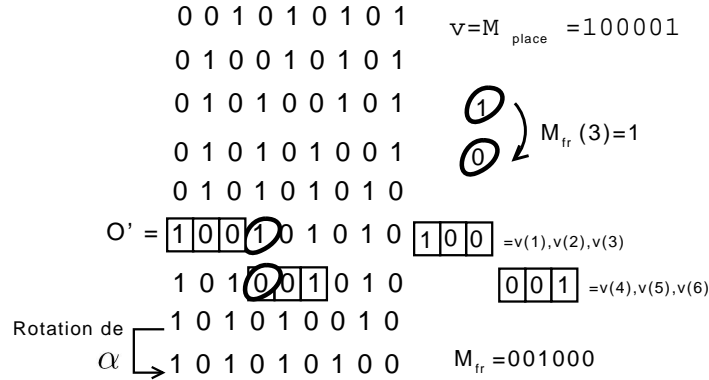 0 0 1 0 1 0 1 0 1 v=M place =100001
0 1 0 0 1 0 1 0 1
0 1 0 1 0 0 1 0 1 1
M fr (3)=1
0 1 0 1 0 1 0 0 1 0
0 1 0 1 0 1 0 1 0
O' = 1 0 0 1 0 1 0 1 0 1 0 0 =v(1),v(2),v(3)
1 0 1 0 0 1 0 1 0 0 0 1 =v(4),v(5),v(6)
Rotation de 1 0 1 0 1 0 0 1 0
α 1 0 1 0 1 0 1 0 0 M fr =001000